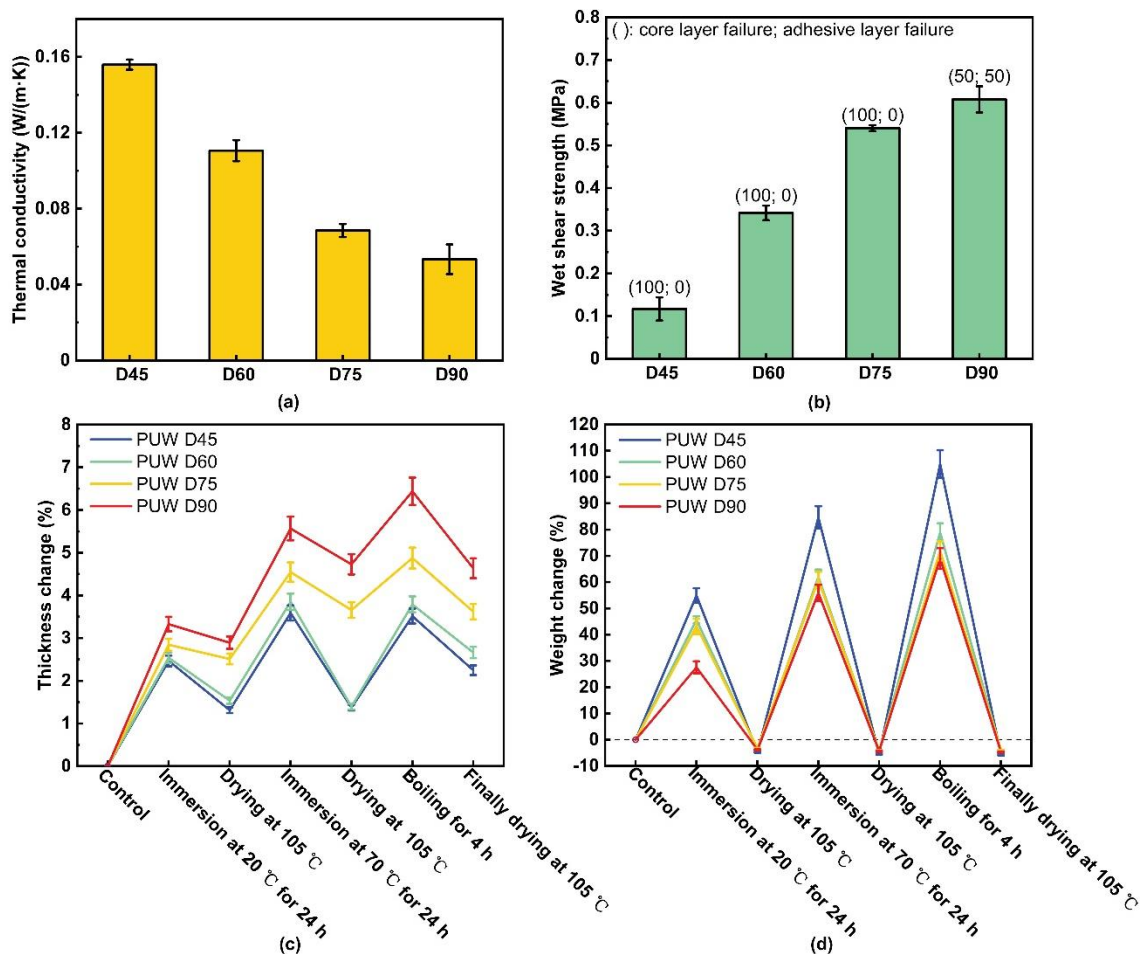 Thermal conductivity (W/(m·K))
0.16
0.12
0.08
0.04
0
D45
D60
D75
D90
(a)
Wet shear strength (MPa)
0.8
0.7
0.6
0.5
0.4
0.3
0.2
0.1
0
( ): core layer failure; adhesive layer failure
(100; 0)
(100; 0)
(100; 0)
(50; 50)
D45
D60
D75
D90
(b)
Thickness change (%)
8
7
6
5
4
3
2
1
0
PUW D45
PUW D60
PUW D75
PUW D90
Control
Immersion at 20 ℃ for 24 h
Drying at 105 ℃
Immersion at 70 ℃ for 24 h
Drying at 105 ℃
Boiling for 4 h
Finally drying at 105 ℃
(c)
Weight change (%)
120
110
100
90
80
70
60
50
40
30
20
10
0
-10
PUW D45
PUW D60
PUW D75
PUW D90
Control
Immersion at 20 ℃ for 24 h
Drying at 105 ℃
Immersion at 70 ℃ for 24 h
Drying at 105 ℃
Boiling for 4 h
Finally drying at 105 ℃
(d)